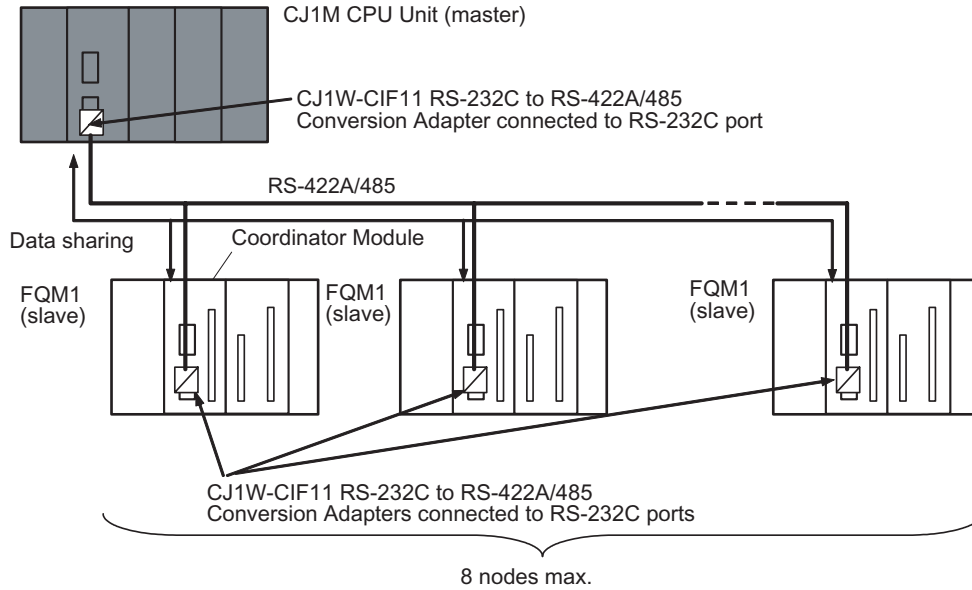 CJ1M CPU Unit (master)
CJ1W-CIF11 RS-232C to RS-422A/485
Conversion Adapter connected to RS-232C port
RS-422A/485
Data sharing
Coordinator Module
FQM1
(slave)
FQM1
(slave)
FQM1
(slave)
CJ1W-CIF11 RS-232C to RS-422A/485
Conversion Adapters connected to RS-232C ports
8 nodes max.